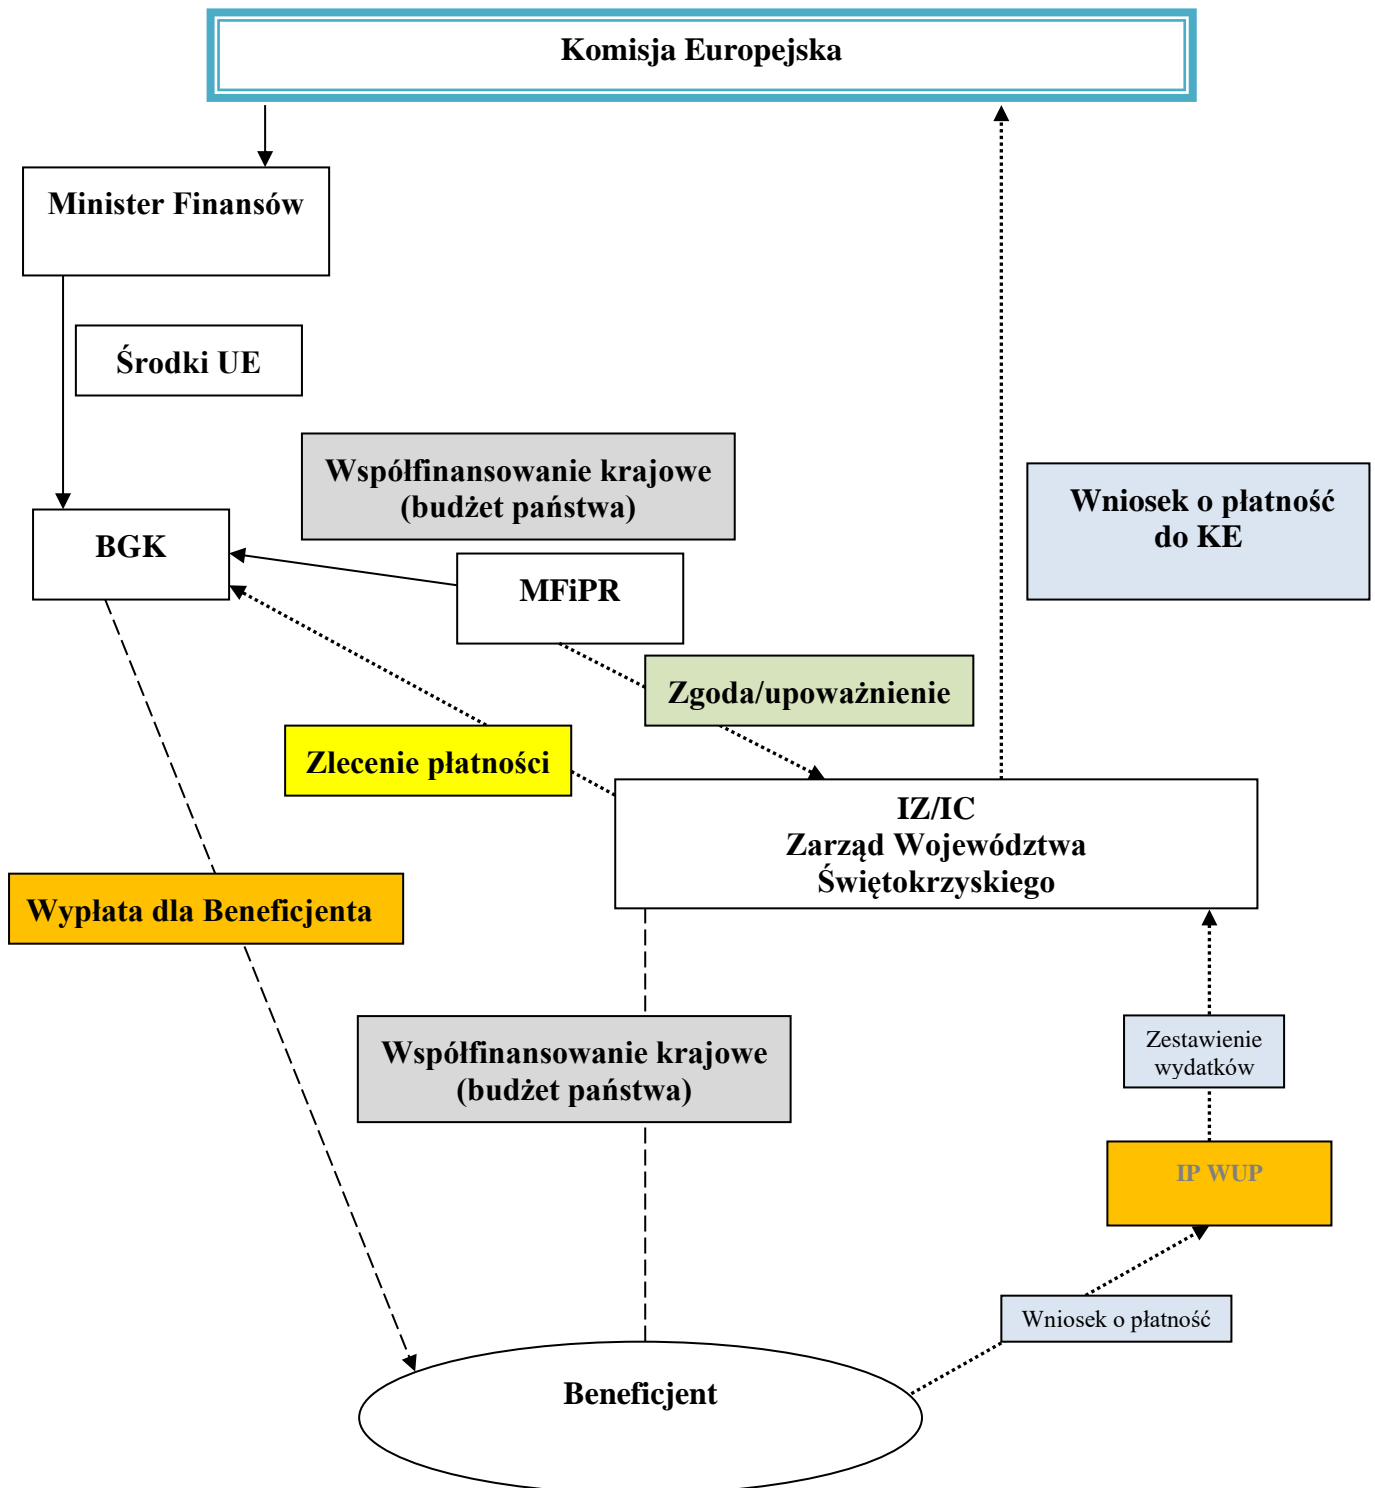 Komisja Europejska
Minister Finansów
Środki UE
Współfinansowanie krajowe
(budżet państwa)
Wniosek o płatność
do KE
BGK
MFiPR
Zgoda/upoważnienie
Zlecenie płatności
IZ/IC
Zarząd Województwa
Świętokrzyskiego
Wypłata dla Beneficjenta
Współfinansowanie krajowe
(budżet państwa)
Zestawienie
wydatków
IP WUP
Wniosek o płatność
Beneficjent